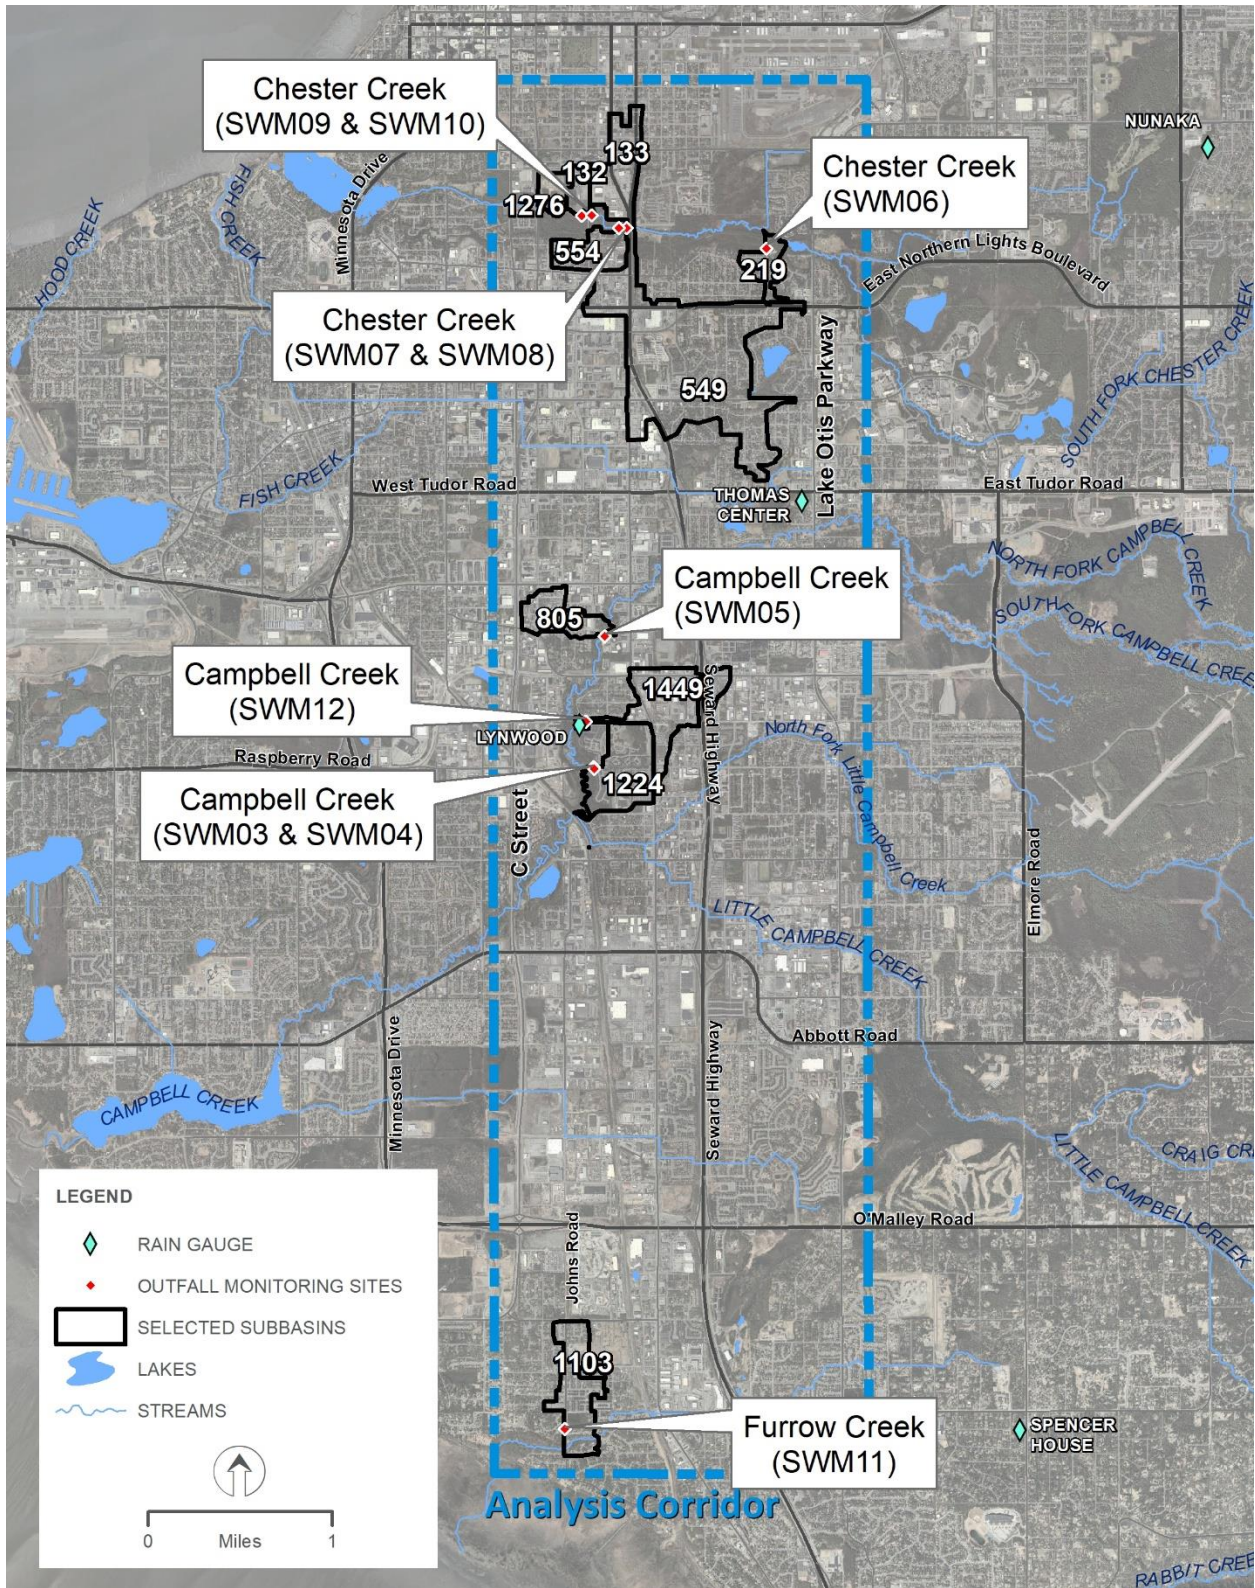 Chester Creek
(SWM09 & SWM10)
NUNAKA
133
132
Chester Creek
(SWM06)
FISH CREEK
Minnesota Drive
1276
554
219
East Northern Lights Boulevard
HOOD CREEK
Chester Creek
(SWM07 & SWM08)
SOUTH FORK CHESTER CREEK
549
Lake Otis Parkway
FISH CREEK
West Tudor Road
East Tudor Road
THOMAS
CENTER
NORTH FORK CAMPBELL CREEK
Campbell Creek
(SWM05)
805
SOUTH FORK CAMPBELL CREE
Campbell Creek
(SWM12)
1449
Seward Highway
LYNWOOD
Raspberry Road
North Fork Little Campbell Creek
1224
Campbell Creek
(SWM03 & SWM04)
C Street
Elmore Road
LITTLE CAMPBELL CREEK
Abbott Road
Minnesota Drive
Seward Highway
CAMPBELL CREEK
CRAIG CRE
LITTLE CAMPBELL CREEK
O'Malley Road
Johns Road
1103
Furrow Creek
(SWM11)
SPENCER
HOUSE
Analysis Corridor
RABBIT CREE
LEGEND
RAIN GAUGE
OUTFALL MONITORING SITES
SELECTED SUBBASINS
LAKES
STREAMS
0 Miles 1